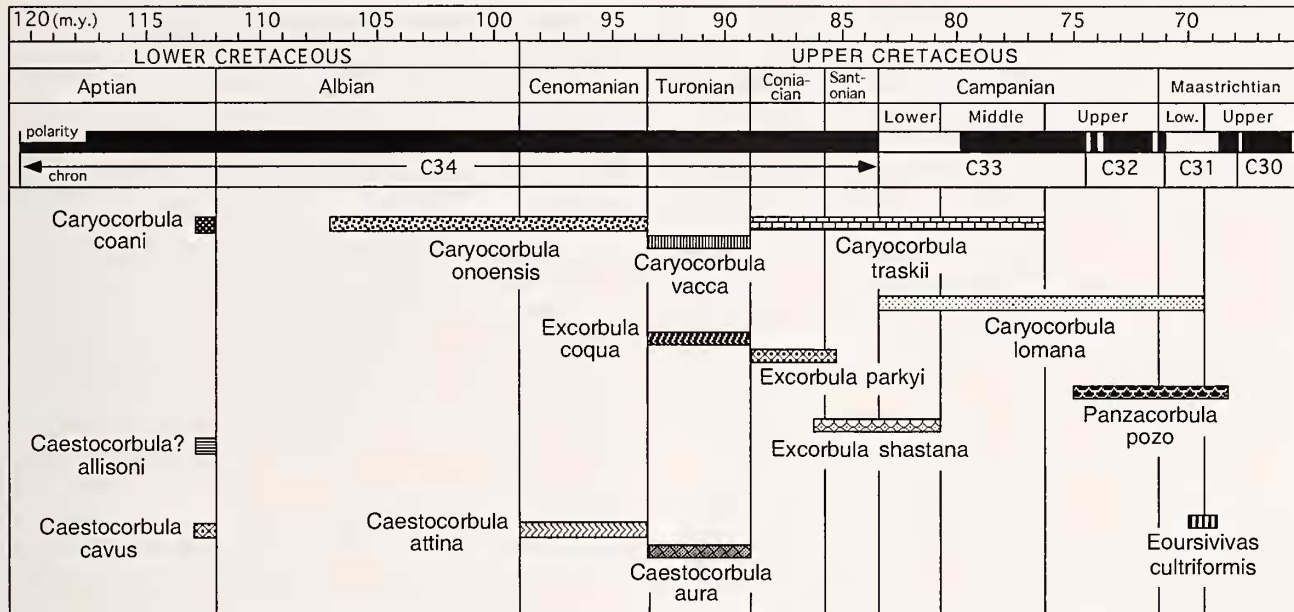 120 (m.y.) 115 110 105 100 95 90 85 80 75 70
LOWER CRETACEOUS UPPER CRETACEOUS
Aptian Albian Cenomanian Turonian Conia- Sant- Campanian Maastrichtian
cian onian
Lower Middle Upper Low. Upper
polarity
chron C34 C33 C32 C31 C30
Caryocorbula
coani
Caryocorbula
onoensis
Caryocorbula
vacca
Caryocorbula
traskii
Caryocorbula
lomana
Excorbula
coqua
Excorbula parkyi
Panzacorbula
pozo
Caestocorbula?
allisoni
Excorbula shastana
Caestocorbula
cavus
Caestocorbula
attina
Caestocorbula
aura
Eoursivivas
cultriformis